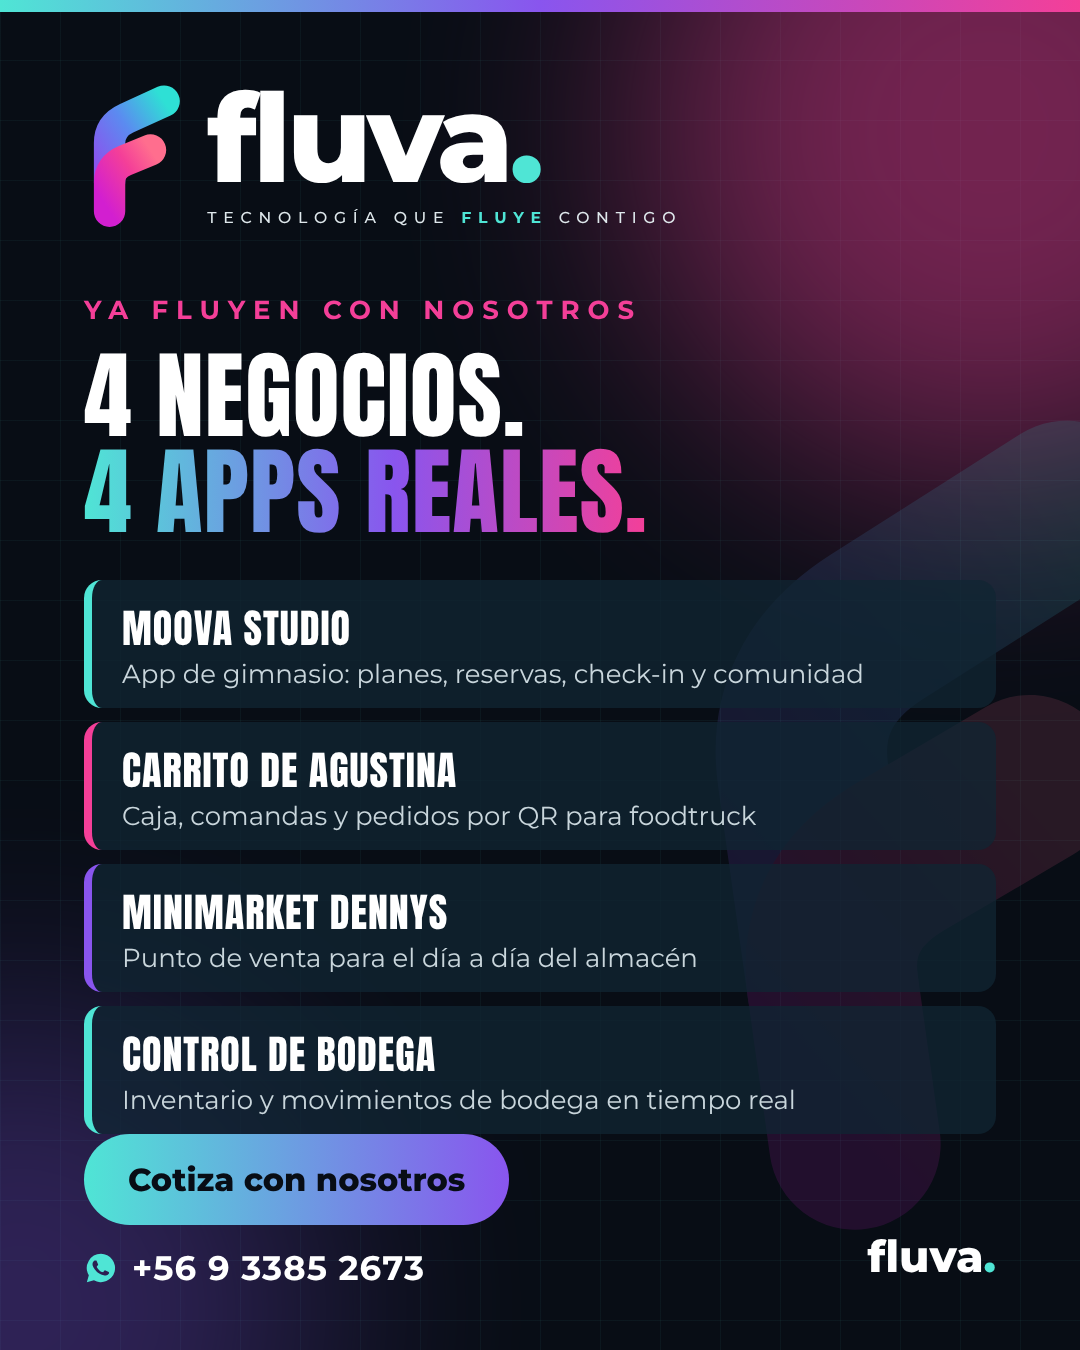 fluva.
TECNOLOGÍA QUE FLUYE CONTIGO
YA FLUYEN CON NOSOTROS
4 NEGOCIOS.
4 APPS REALES.
MOOVA STUDIO
App de gimnasio: planes, reservas, check-in y comunidad
CARRITO DE AGUSTINA
Caja, comandas y pedidos por QR para foodtruck
MINIMARKET DENNYS
Punto de venta para el día a día del almacén
CONTROL DE BODEGA
Inventario y movimientos de bodega en tiempo real
Cotiza con nosotros
+56 9 3385 2673
fluva.